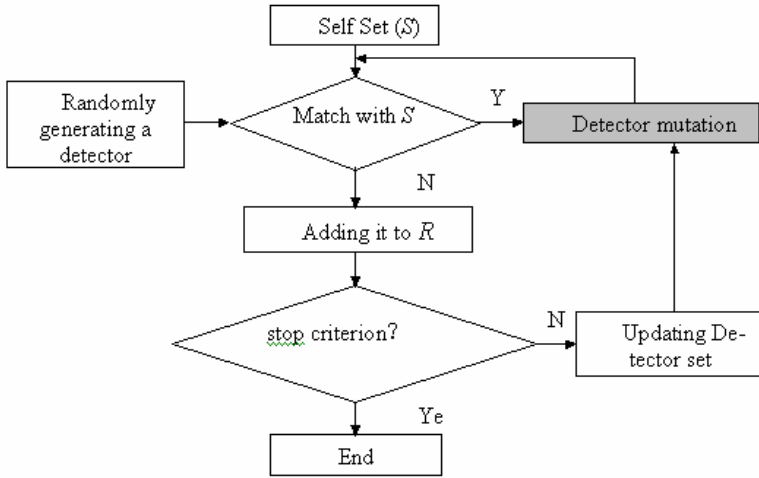 Self Set (S)
Randomly
generating a
detector
Match with S
Y
Detector mutation
N
Adding it to R
stop criterion?
N
Updating De-
tector set
Ye
End